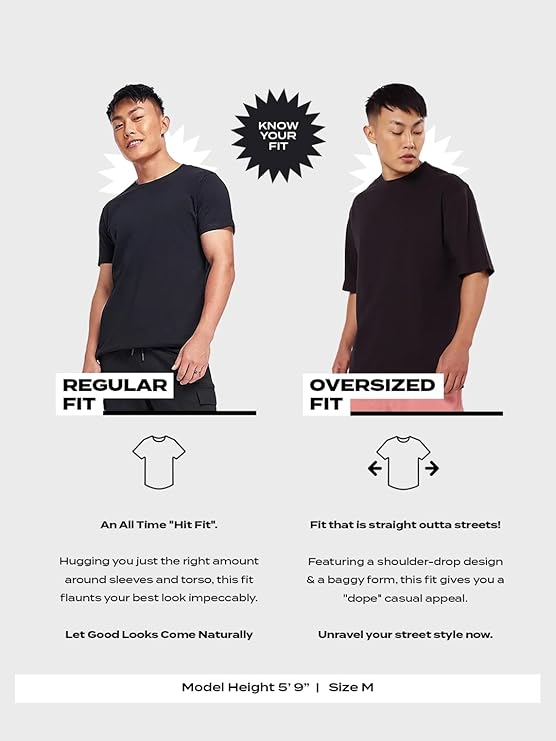 KNOW
YOUR
FIT
REGULAR
FIT
An All Time "Hit Fit".
Hugging you just the right amount
around sleeves and torso, this fit
flaunts your best look impeccably.
Let Good Looks Come Naturally
OVERSIZED
FIT
Fit that is straight outta streets!
Featuring a shoulder-drop design
& a baggy form, this fit gives you a
"dope" casual appeal.
Unravel your street style now.
Model Height 5' 9" | Size M